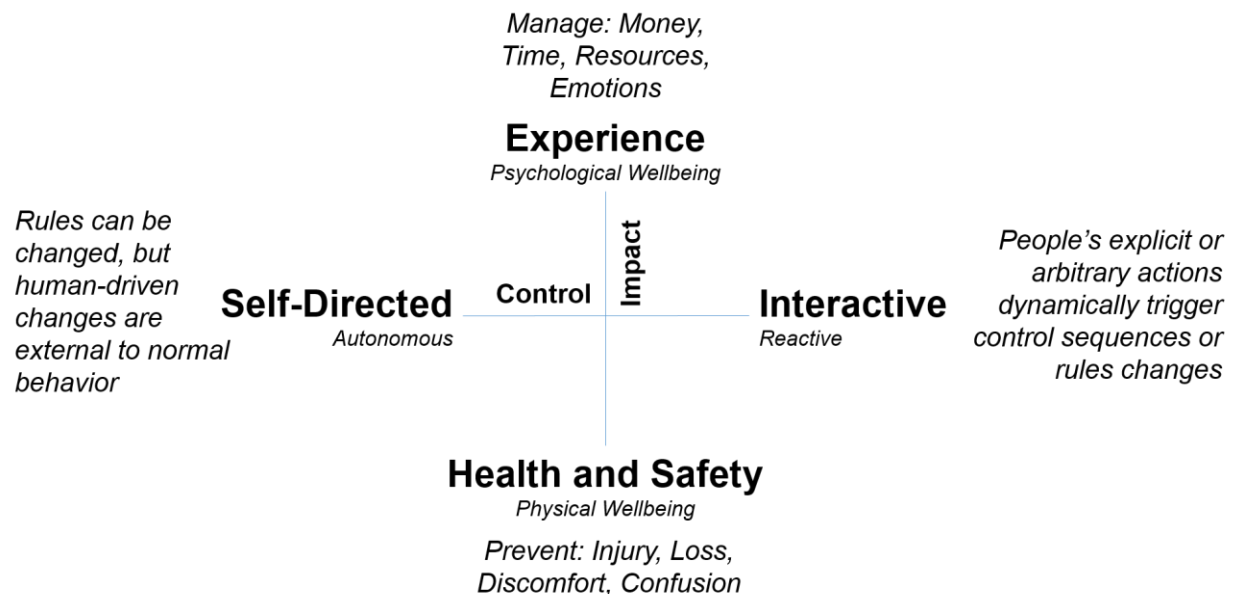 Manage: Money,
Time, Resources,
Emotions
Experience
Psychological Wellbeing
Rules can be
changed, but
human-driven
changes are
external to normal
behavior
Self-Directed
Autonomous
Control
Impact
Interactive
Reactive
People’s explicit or
arbitrary actions
dynamically trigger
control sequences or
rules changes
Health and Safety
Physical Wellbeing
Prevent: Injury, Loss,
Discomfort, Confusion